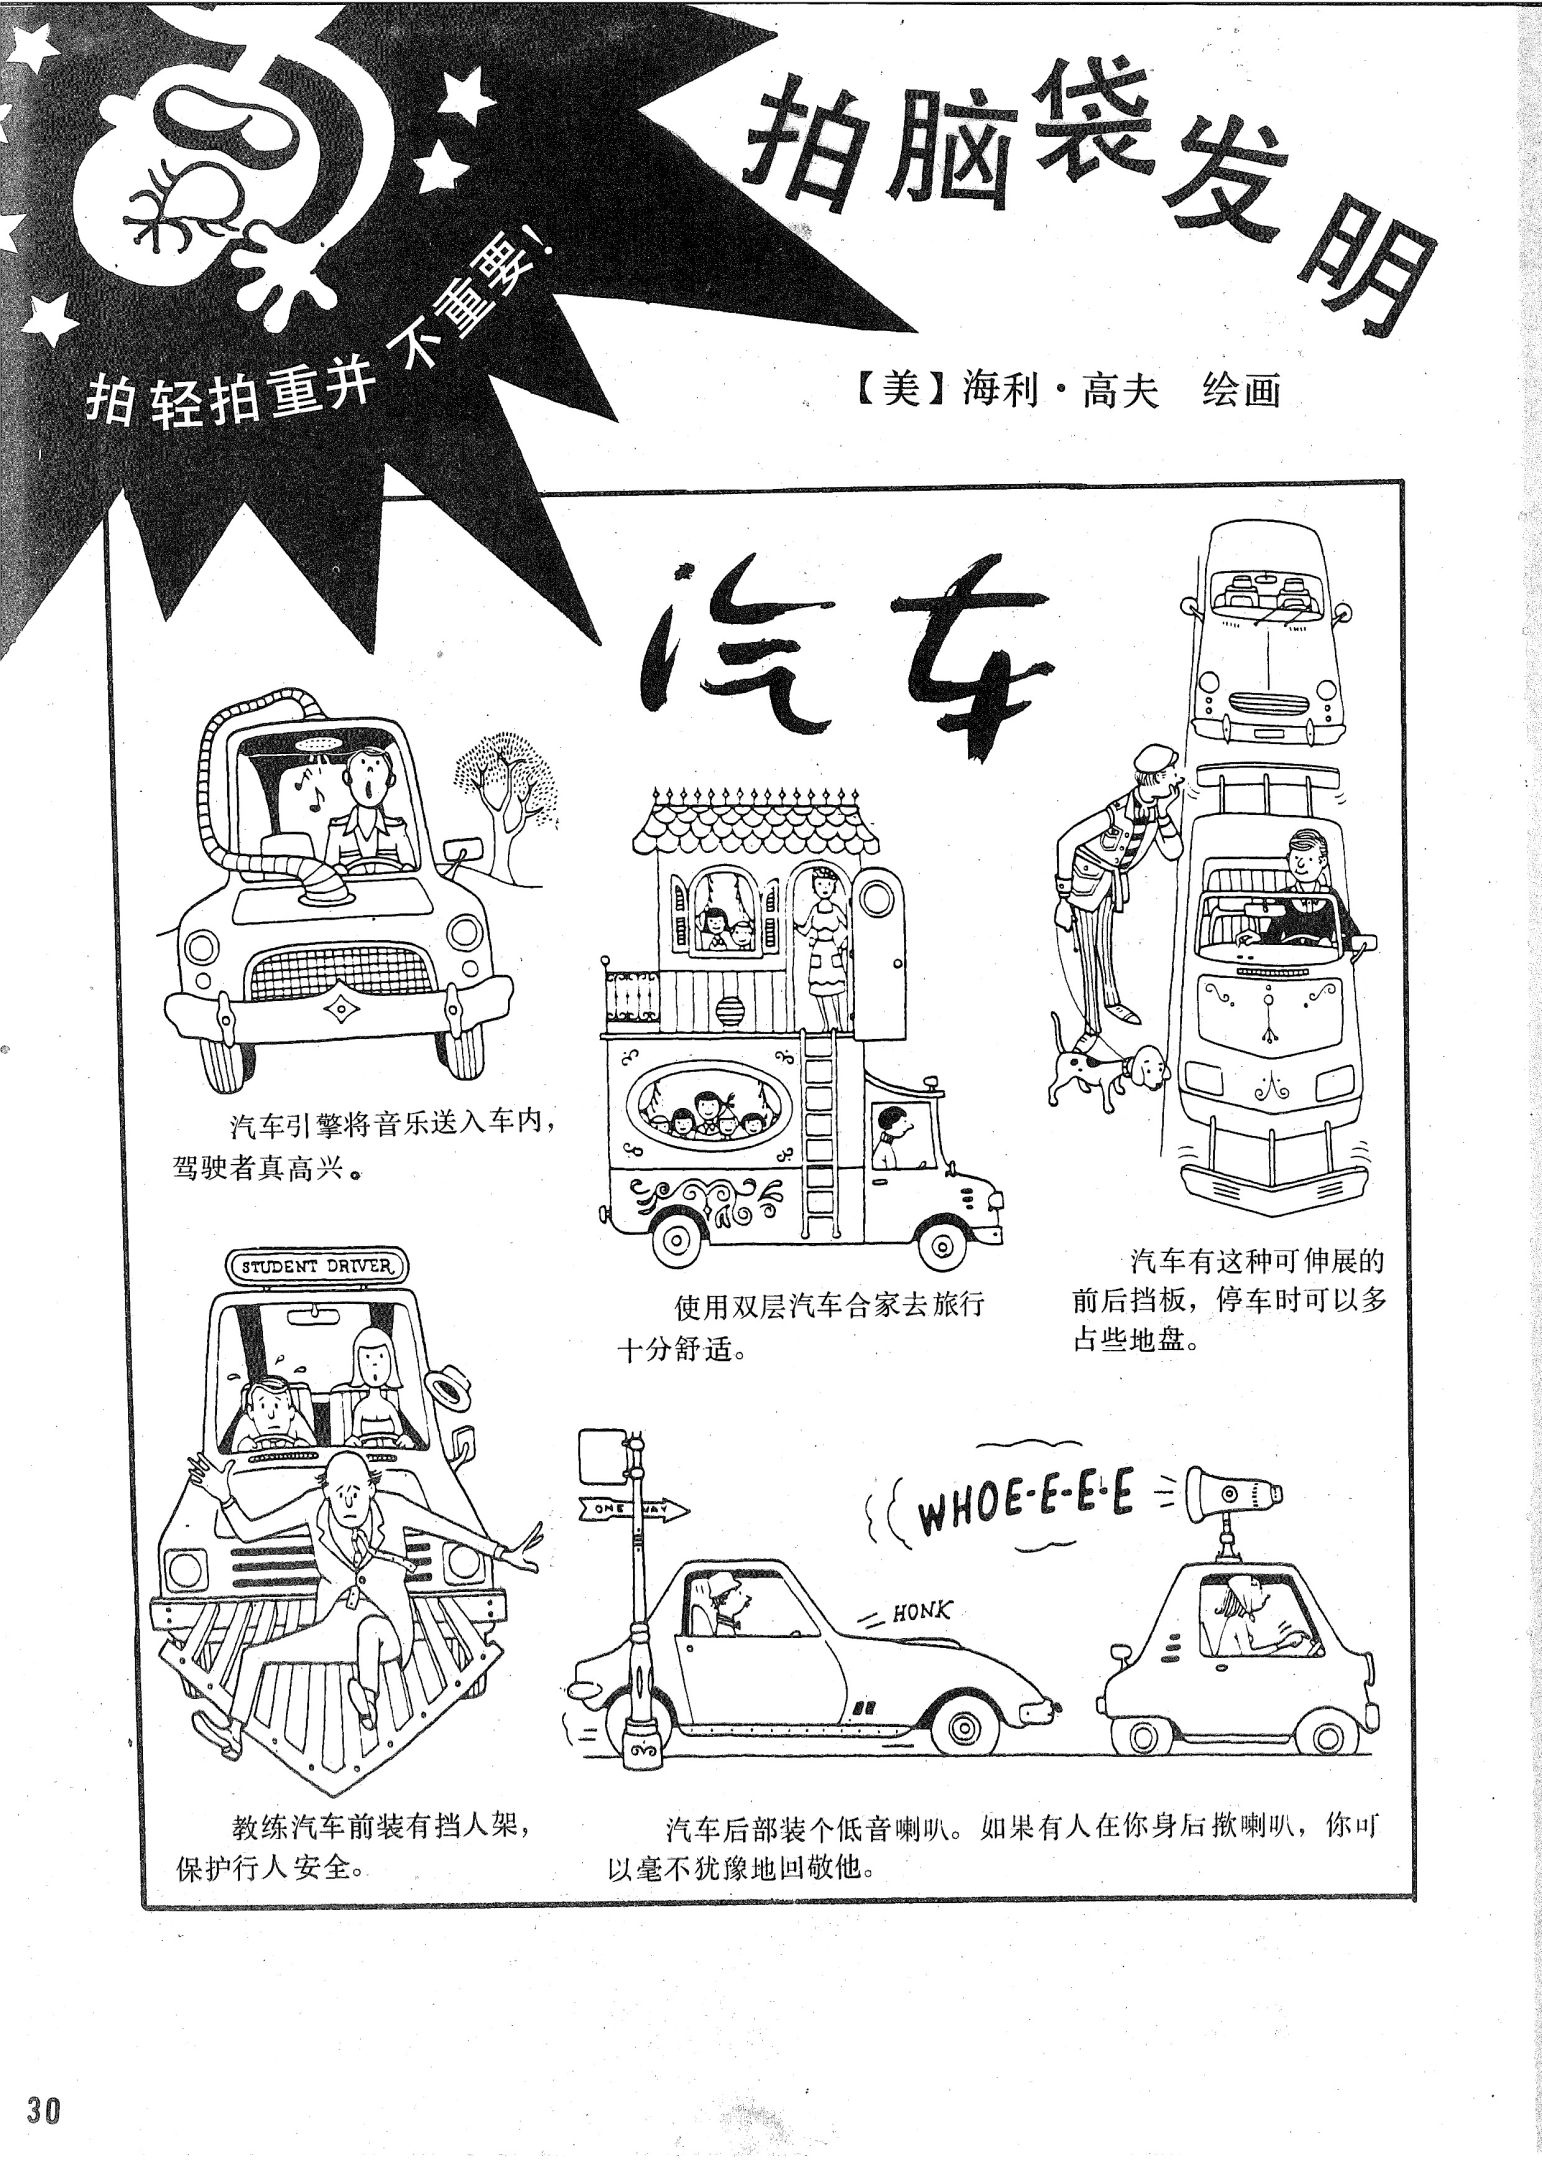 拍脑袋发明
拍轻拍重并不重要！
【美】海利·高夫 绘画
汽车
汽车引擎将音乐送入车内，
驾驶者真高兴。
使用双层汽车合家去旅行
十分舒适。
汽车有这种可伸展的
前后挡板，停车时可以多
占些地盘。
STUDENT DRIVER
教练汽车前装有挡人架，
保护行人安全。
ONE WAY
WHOE-E-E-E
HONK
汽车后部装个低音喇叭。如果有人在你身后揿喇叭，你可
以毫不犹豫地回敬他。
30